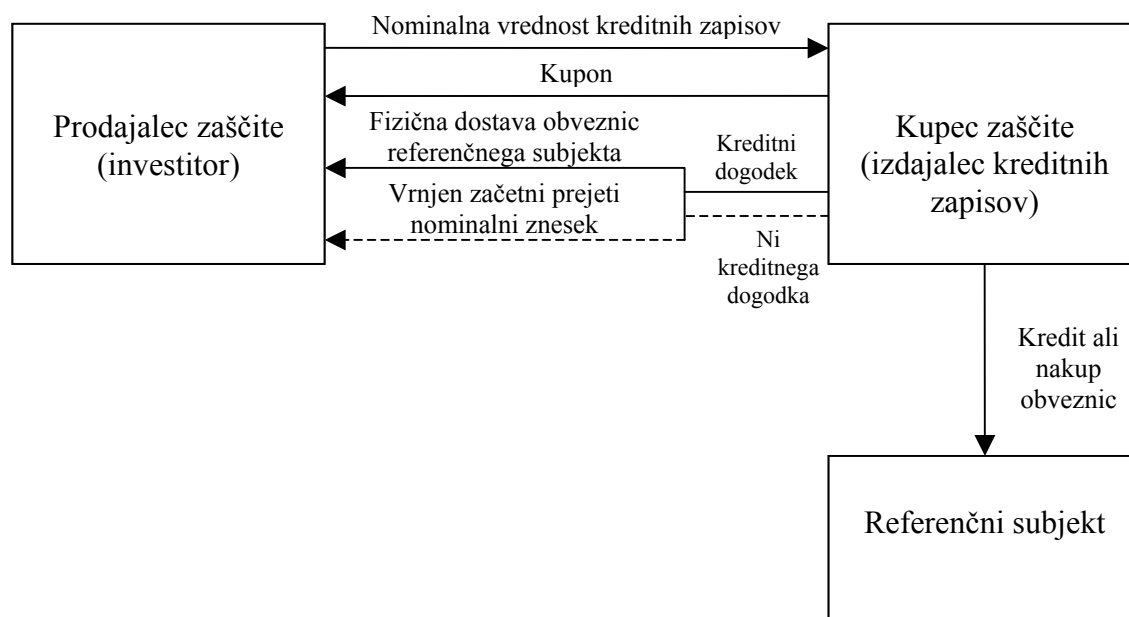 Nominalna vrednost kreditnih zapisov
Kupon
Prodajalec zaščite
(investitor)
Fizična dostava obveznic
referenčnega subjekta
Vrnjen začetni prejeti
nominalni znesek
Kreditni
dogodek
Ni
kreditnega
dogodka
Kupec zaščite
(izdajalec kreditnih
zapisov)
Kredit ali
nakup
obveznic
Referenčni subjekt